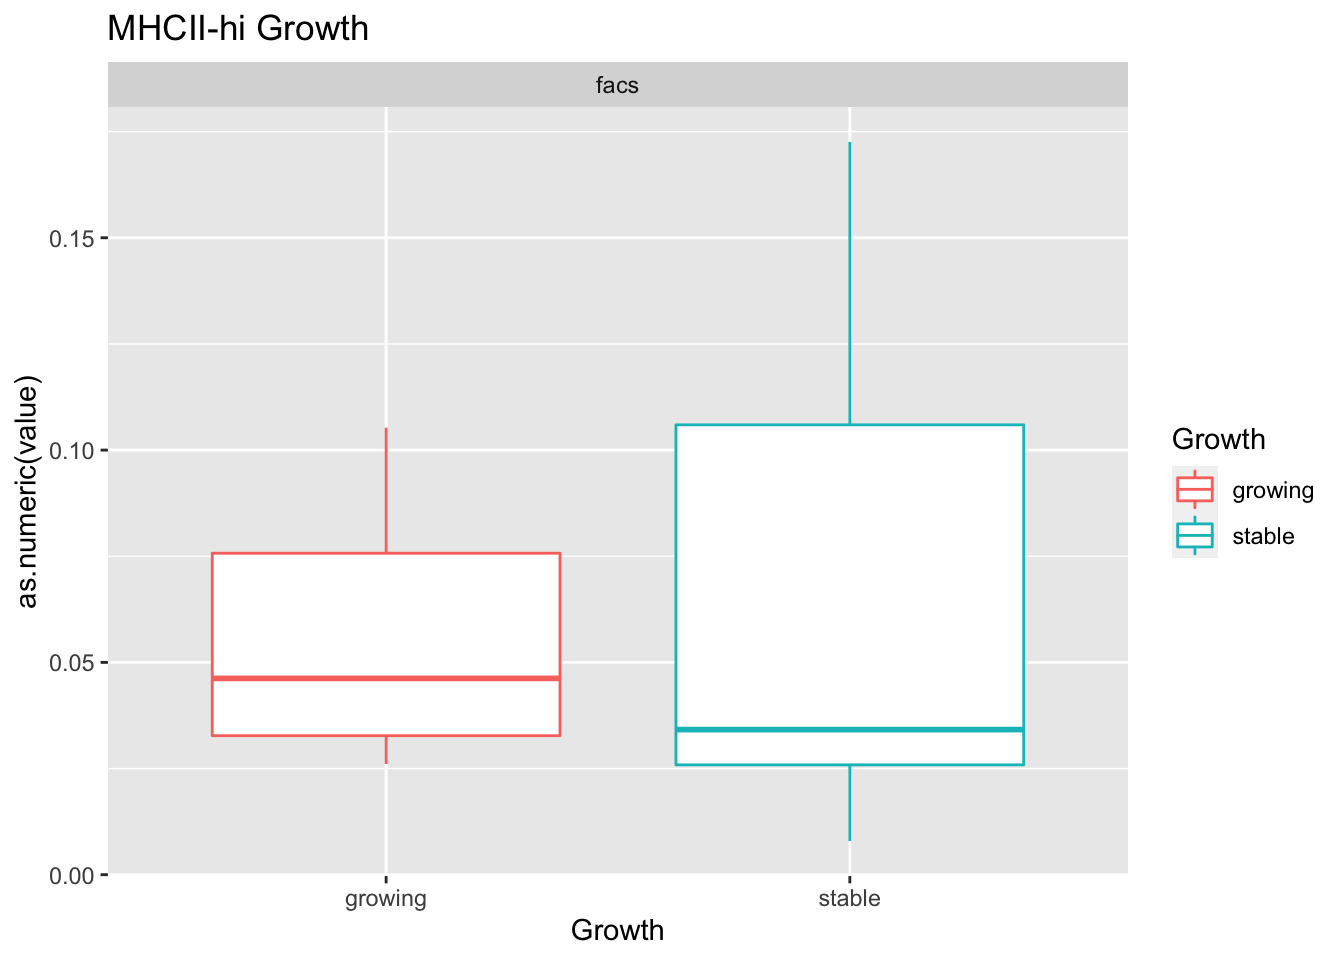 MHCII-hi Growth
facs
0.15
0.10
0.05
0.00
as.numeric(value)
growing
stable
Growth
Growth
growing
stable